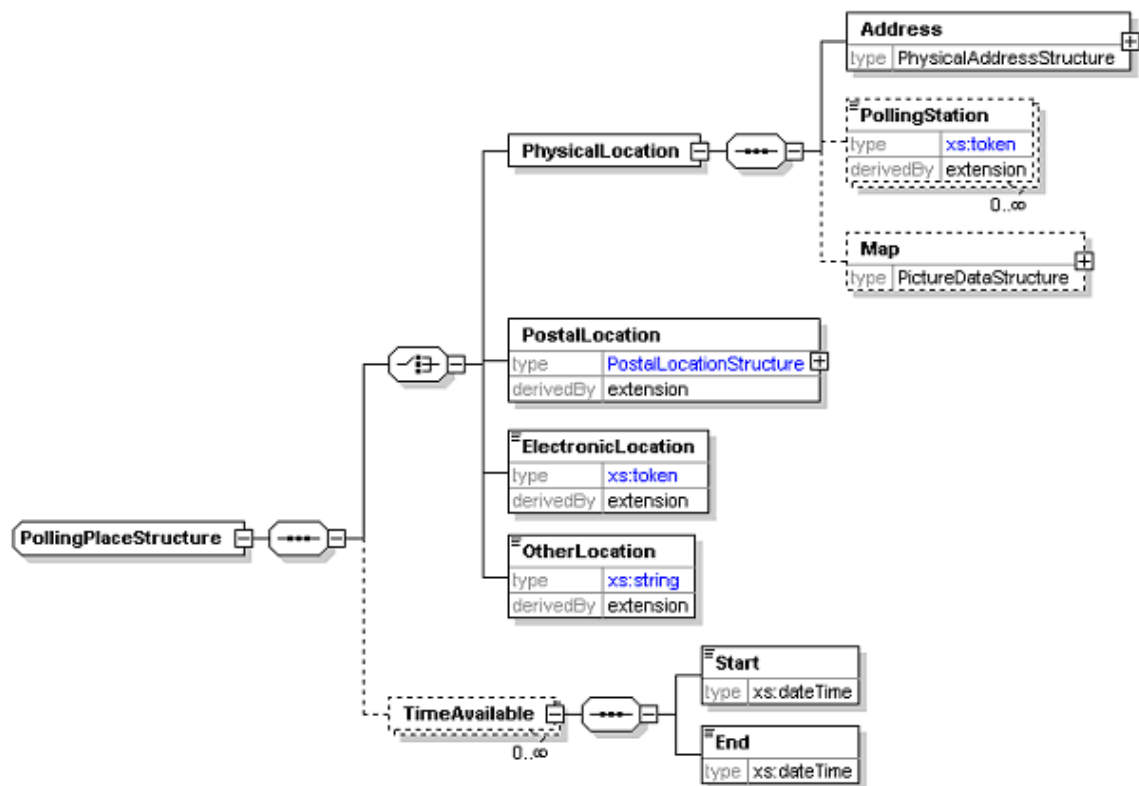 Address
type PhysicalAddressStructure
PollingStation
type xs:token
derivedBy extension
0..∞
PhysicalLocation
Map
type PictureDataStructure
PostalLocation
type PostalLocationStructure
derivedBy extension
ElectronicLocation
type xs:token
derivedBy extension
PollingPlaceStructure
OtherLocation
type xs:string
derivedBy extension
TimeAvailable
0..∞
Start
type xs:dateTime
End
type xs:dateTime